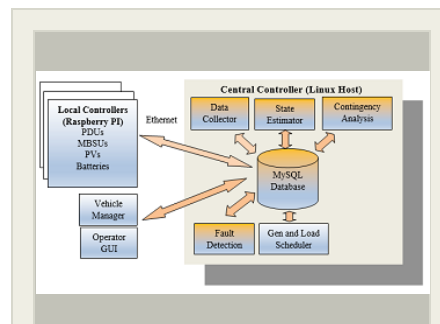 Central Controller (Linux Host)
Local Controllers
(Raspberry PI)
PDUs
MBSUs
PVs
Batteries
Ethernet
Data
Collector
State
Estimator
Contingency
Analysis
MySQL
Database
Vehicle
Manager
Operator
GUI
Fault
Detection
Gen and Load
Scheduler